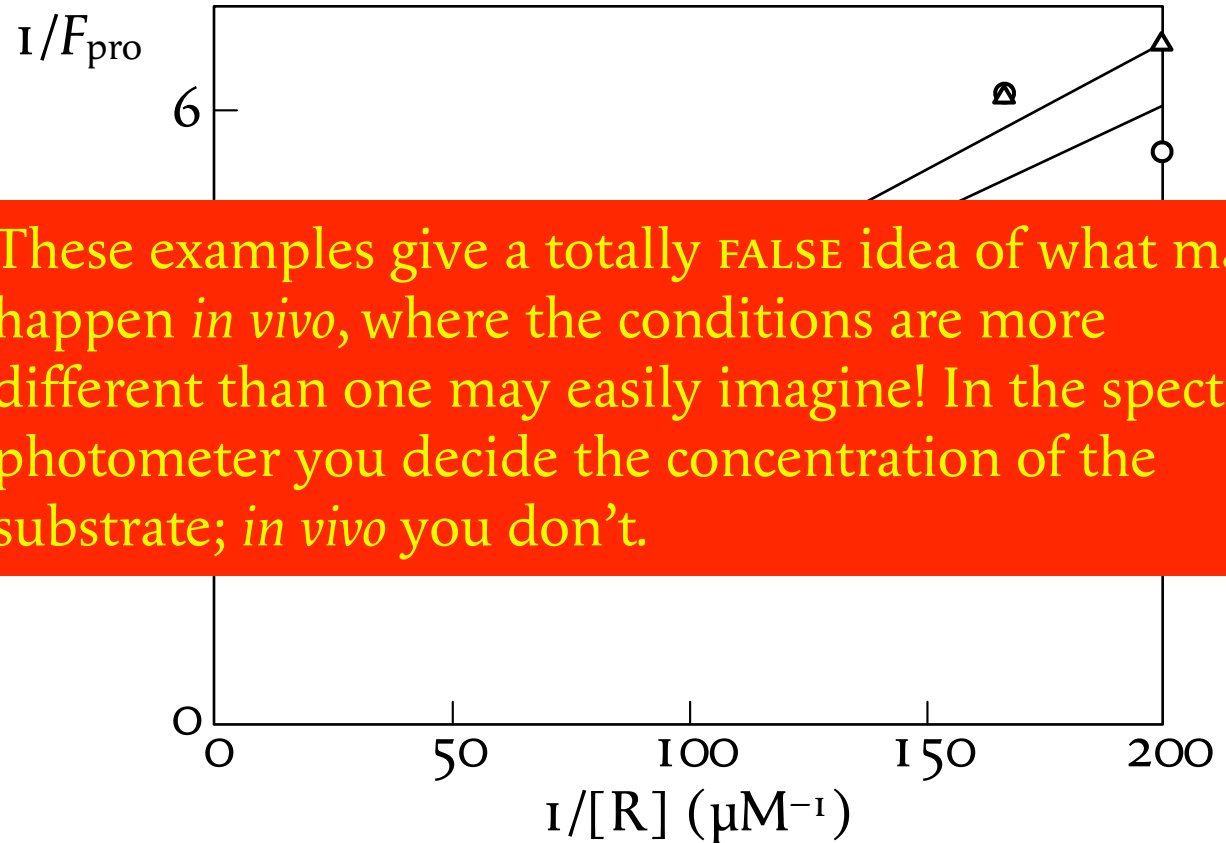 1/Fpro
6
These examples give a totally FALSE idea of what
happen in vivo, where the conditions are more
different than one may easily imagine! In the
photometer you decide the concentration of the
substrate; in vivo you don’t.
0
0 50 100 150 200
1/[R] (µM⁻¹)